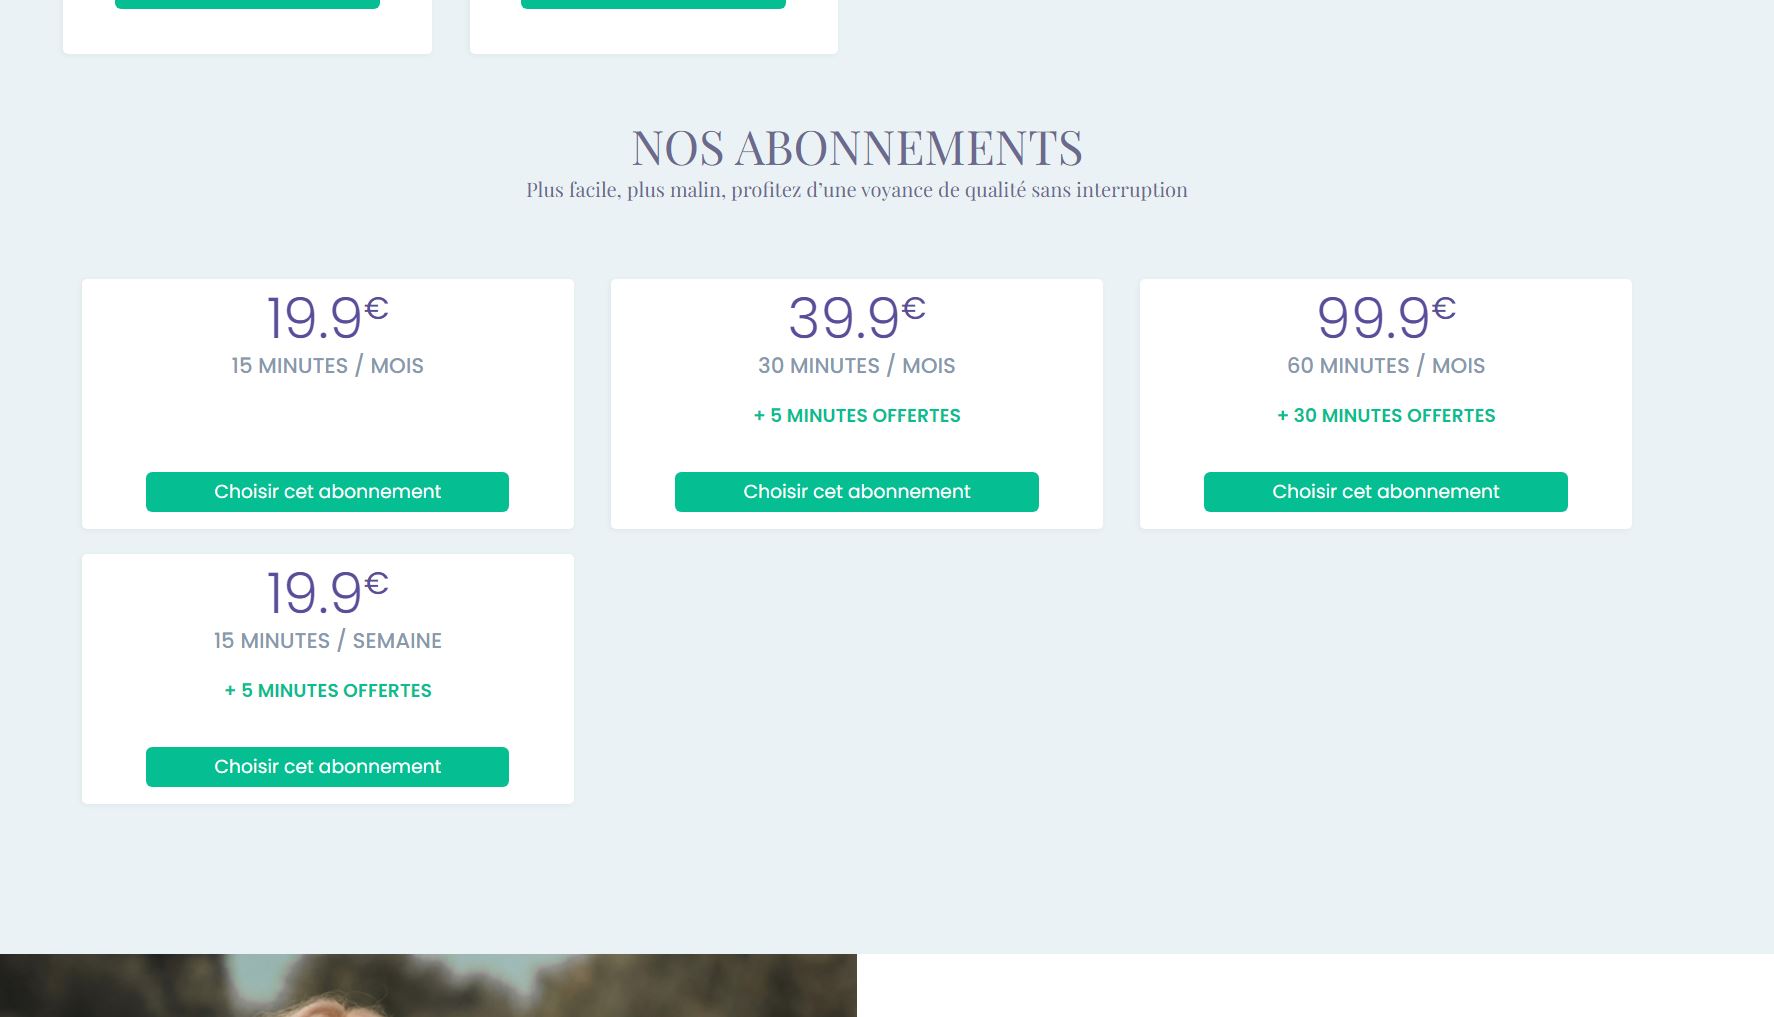 NOS ABONNEMENTS
Plus facile, plus malin, profitez d’une voyance de qualité sans interruption
19.9€
15 MINUTES / MOIS
Choisir cet abonnement
39.9€
30 MINUTES / MOIS
+ 5 MINUTES OFFERTES
Choisir cet abonnement
99.9€
60 MINUTES / MOIS
+ 30 MINUTES OFFERTES
Choisir cet abonnement
19.9€
15 MINUTES / SEMAINE
+ 5 MINUTES OFFERTES
Choisir cet abonnement